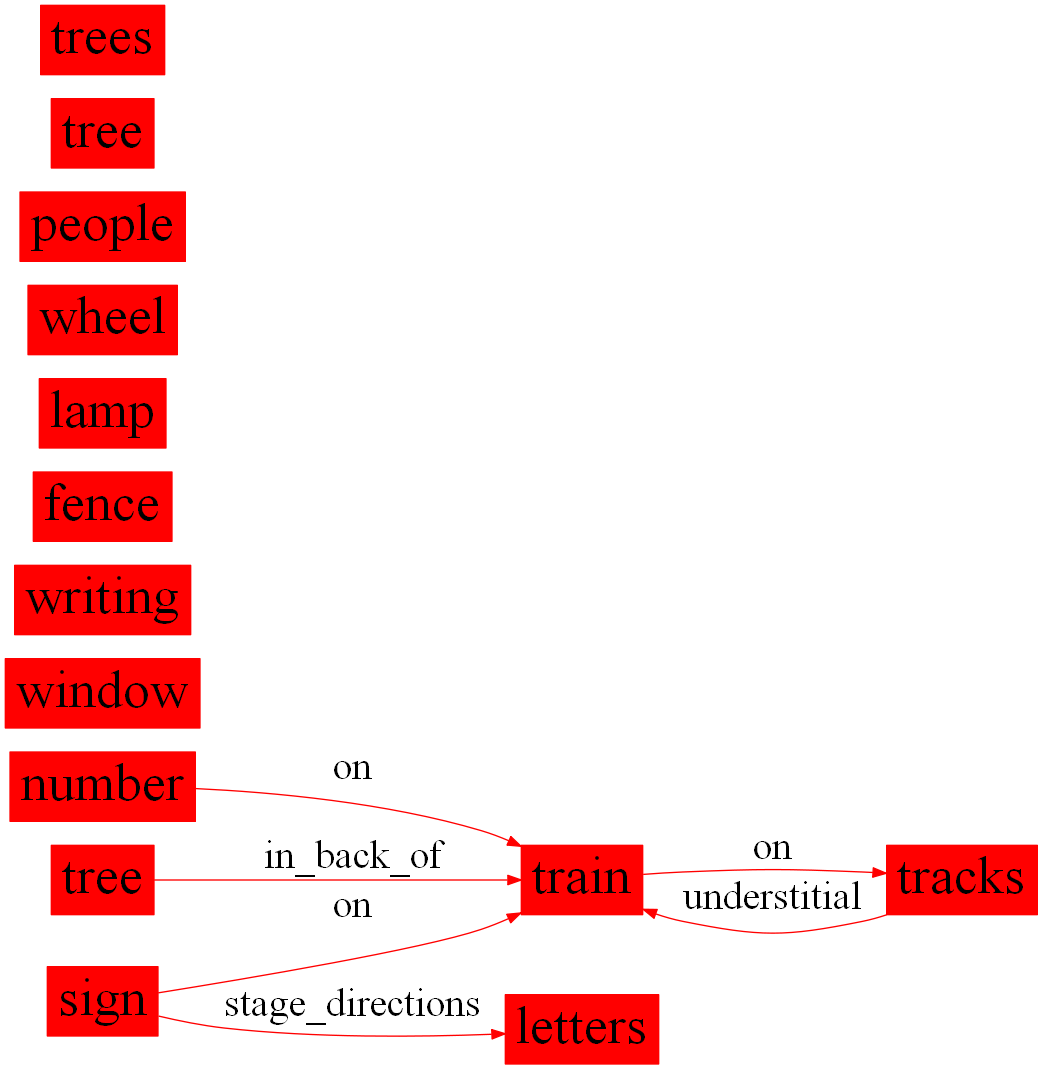 trees
tree
people
wheel
lamp
fence
writing
window
number
on
tree
in_back_of
train
on
tracks
understitial
on
sign
stage_directions
letters